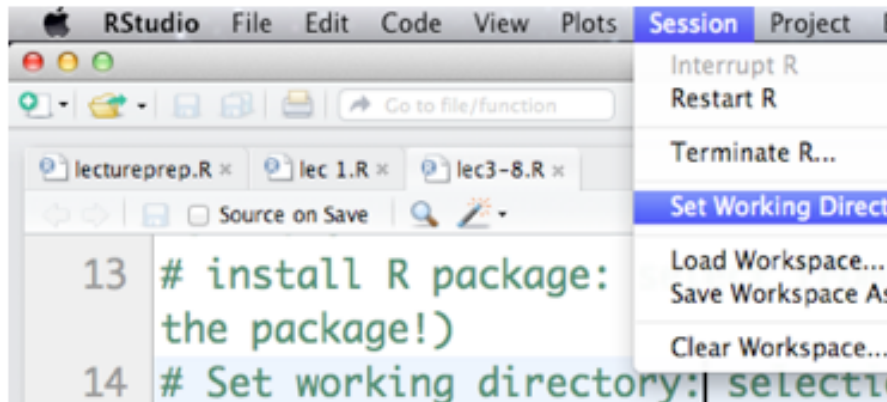 RStudio File Edit Code View Plots Session Project
Interrupt R
Restart R
Go to file/function
Terminate R...
lectureprep.R × lec 1.R × lec3-8.R ×
Set Working Direct
Source on Save
Load Workspace...
Save Workspace As
Clear Workspace...
13 # install R package:
the package!)
14 # Set working directory: selectio